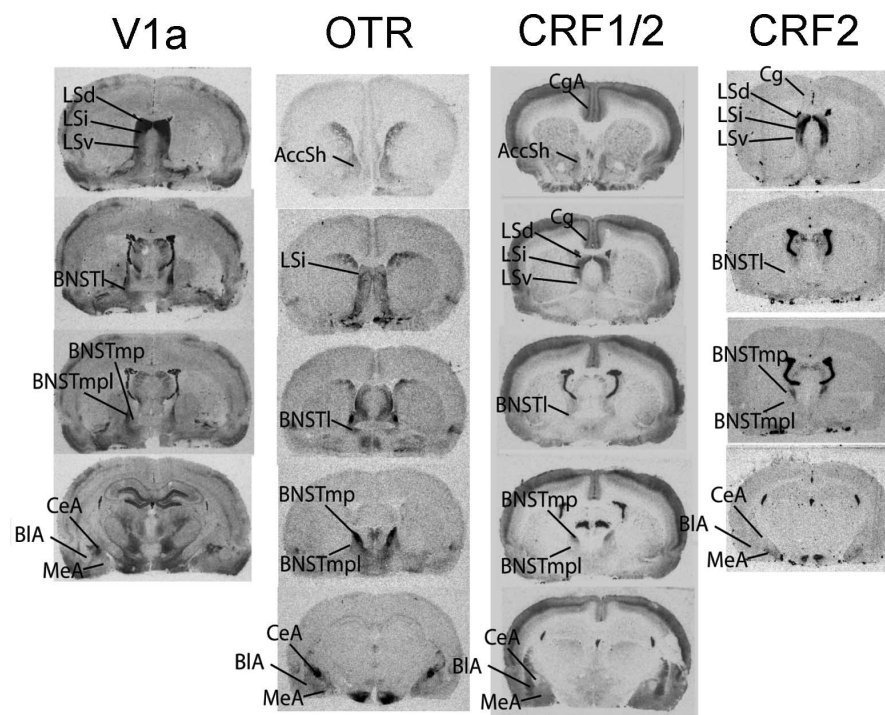 V1a
OTR
CRF1/2
CRF2
LSd
LSi
LSv
BNSTl
BNSTmp
BNSTmpl
CeA
BlA
MeA
AccSh
LSi
BNSTl
BNSTmp
BNSTmpl
CeA
BlA
MeA
CgA
AccSh
Cg
LSd
LSi
LSv
BNSTl
BNSTmp
BNSTmpl
CeA
BlA
MeA
Cg
LSd
LSi
LSv
BNSTl
BNSTmp
BNSTmpl
CeA
BlA
MeA